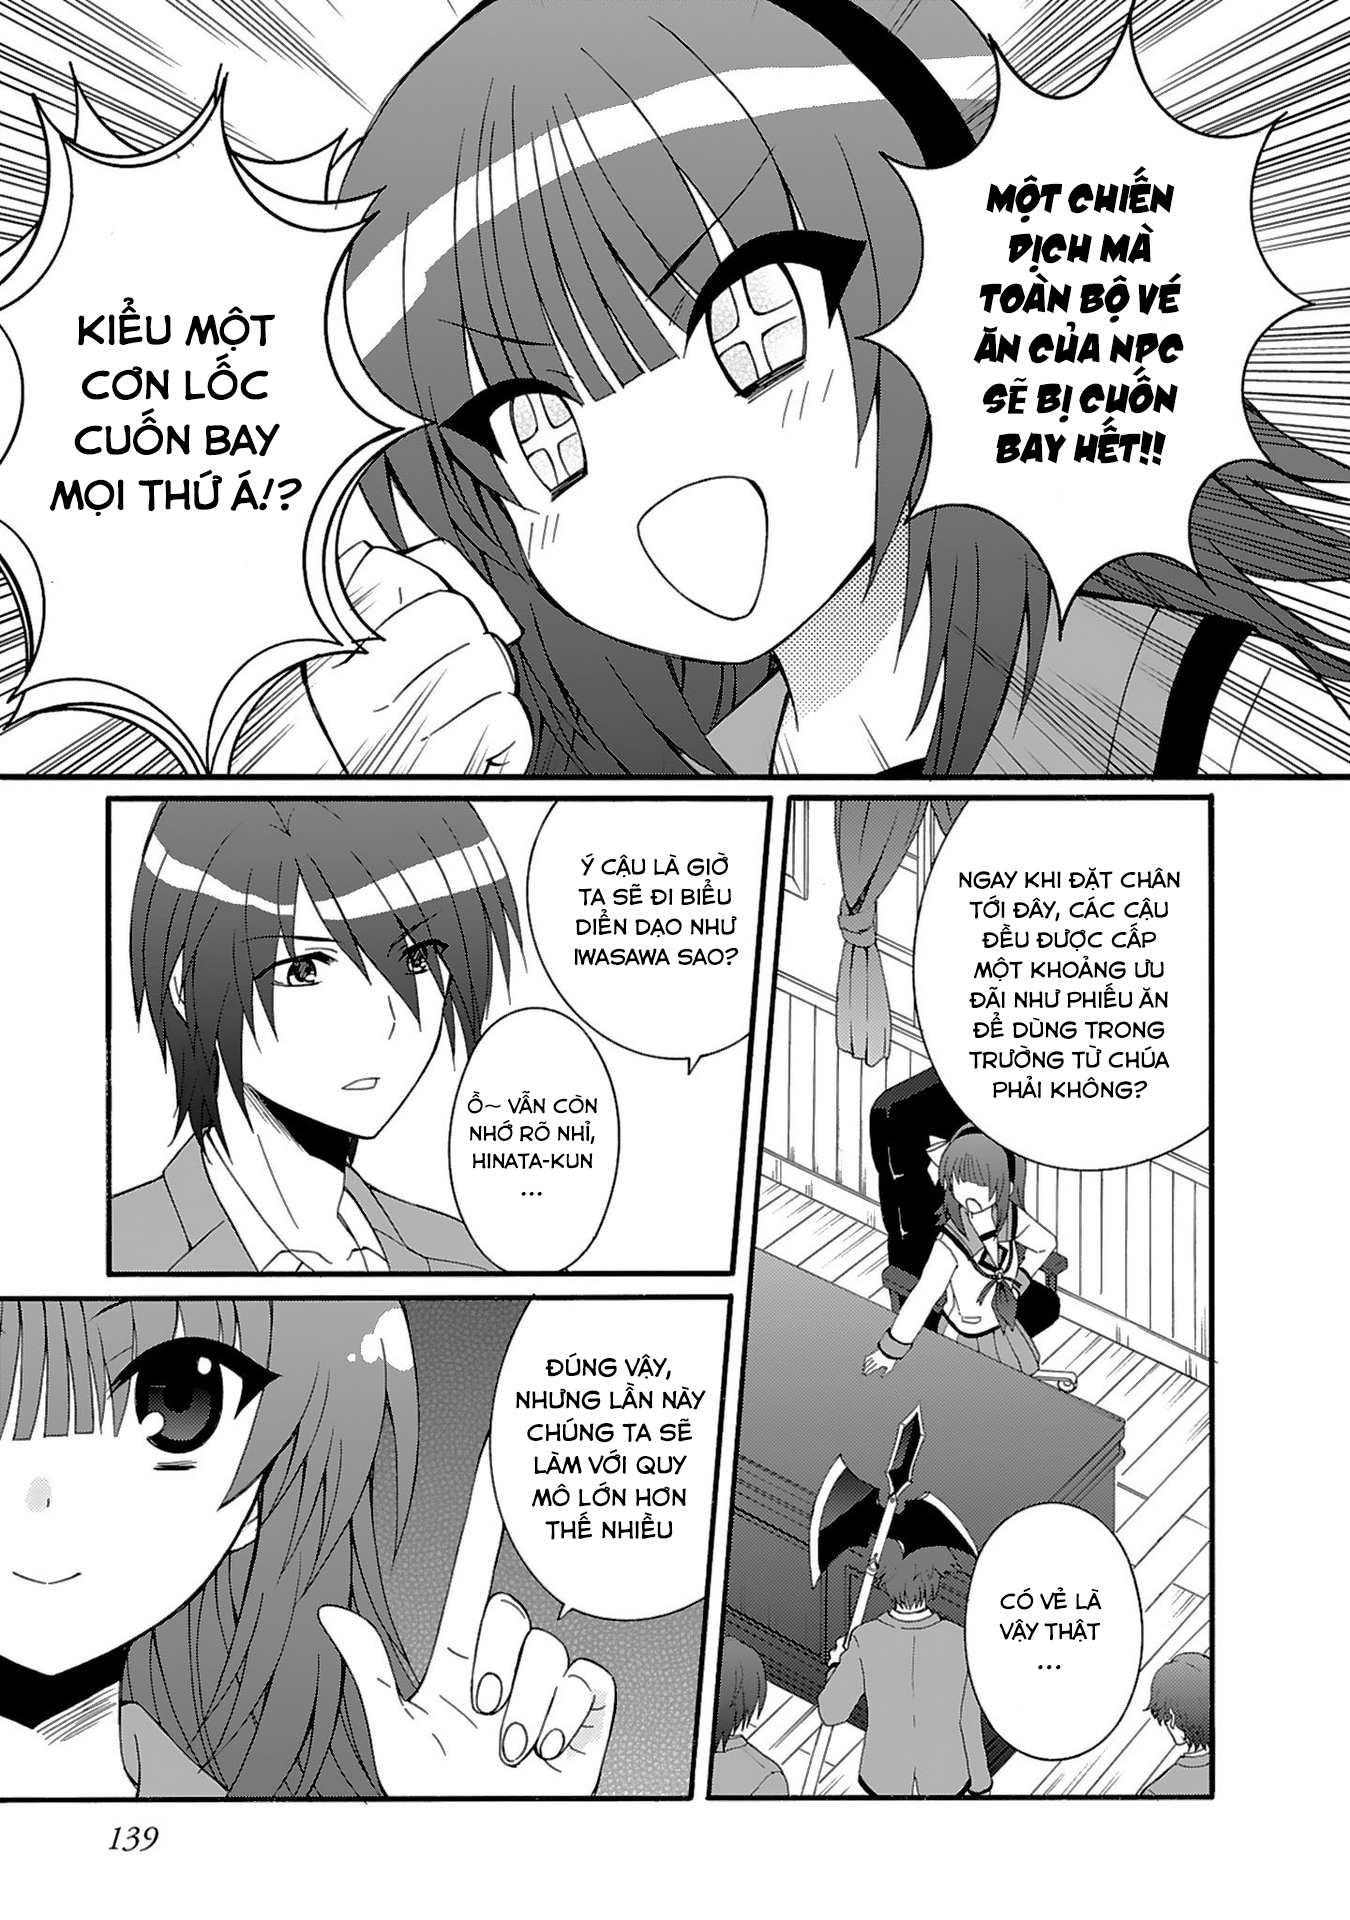 MỘT CHIẾN
DỊCH MÀ
TOÀN BỘ VÉ
ĂN CỦA NPC
SẼ BỊ CUỐN
BAY HẾT!!
KIỂU MỘT
CƠN LỐC
CUỐN BAY
MỌI THỨ Á!?
NGAY KHI ĐẶT CHÂN
TỚI ĐÂY, CÁC CẬU
ĐỀU ĐƯỢC CẤP
MỘT KHOẢNG ƯU
ĐÃI NHƯ PHIẾU ĂN
ĐỂ DÙNG TRONG
TRƯỜNG TỪ CHÚA
PHẢI KHÔNG?
CÓ VẺ LÀ
VẬY THẬT
...
Ý CẬU LÀ GIỜ
TA SẼ ĐI BIỂU
DIỂN DẠO NHƯ
IWASAWA SAO?
Ồ~ VẪN CÒN
NHỚ RÕ NHỈ,
HINATA-KUN
...
ĐÚNG VẬY,
NHƯNG LẦN NÀY
CHÚNG TA SẼ
LÀM VỚI QUY
MÔ LỚN HƠN
THẾ NHIỀU
139